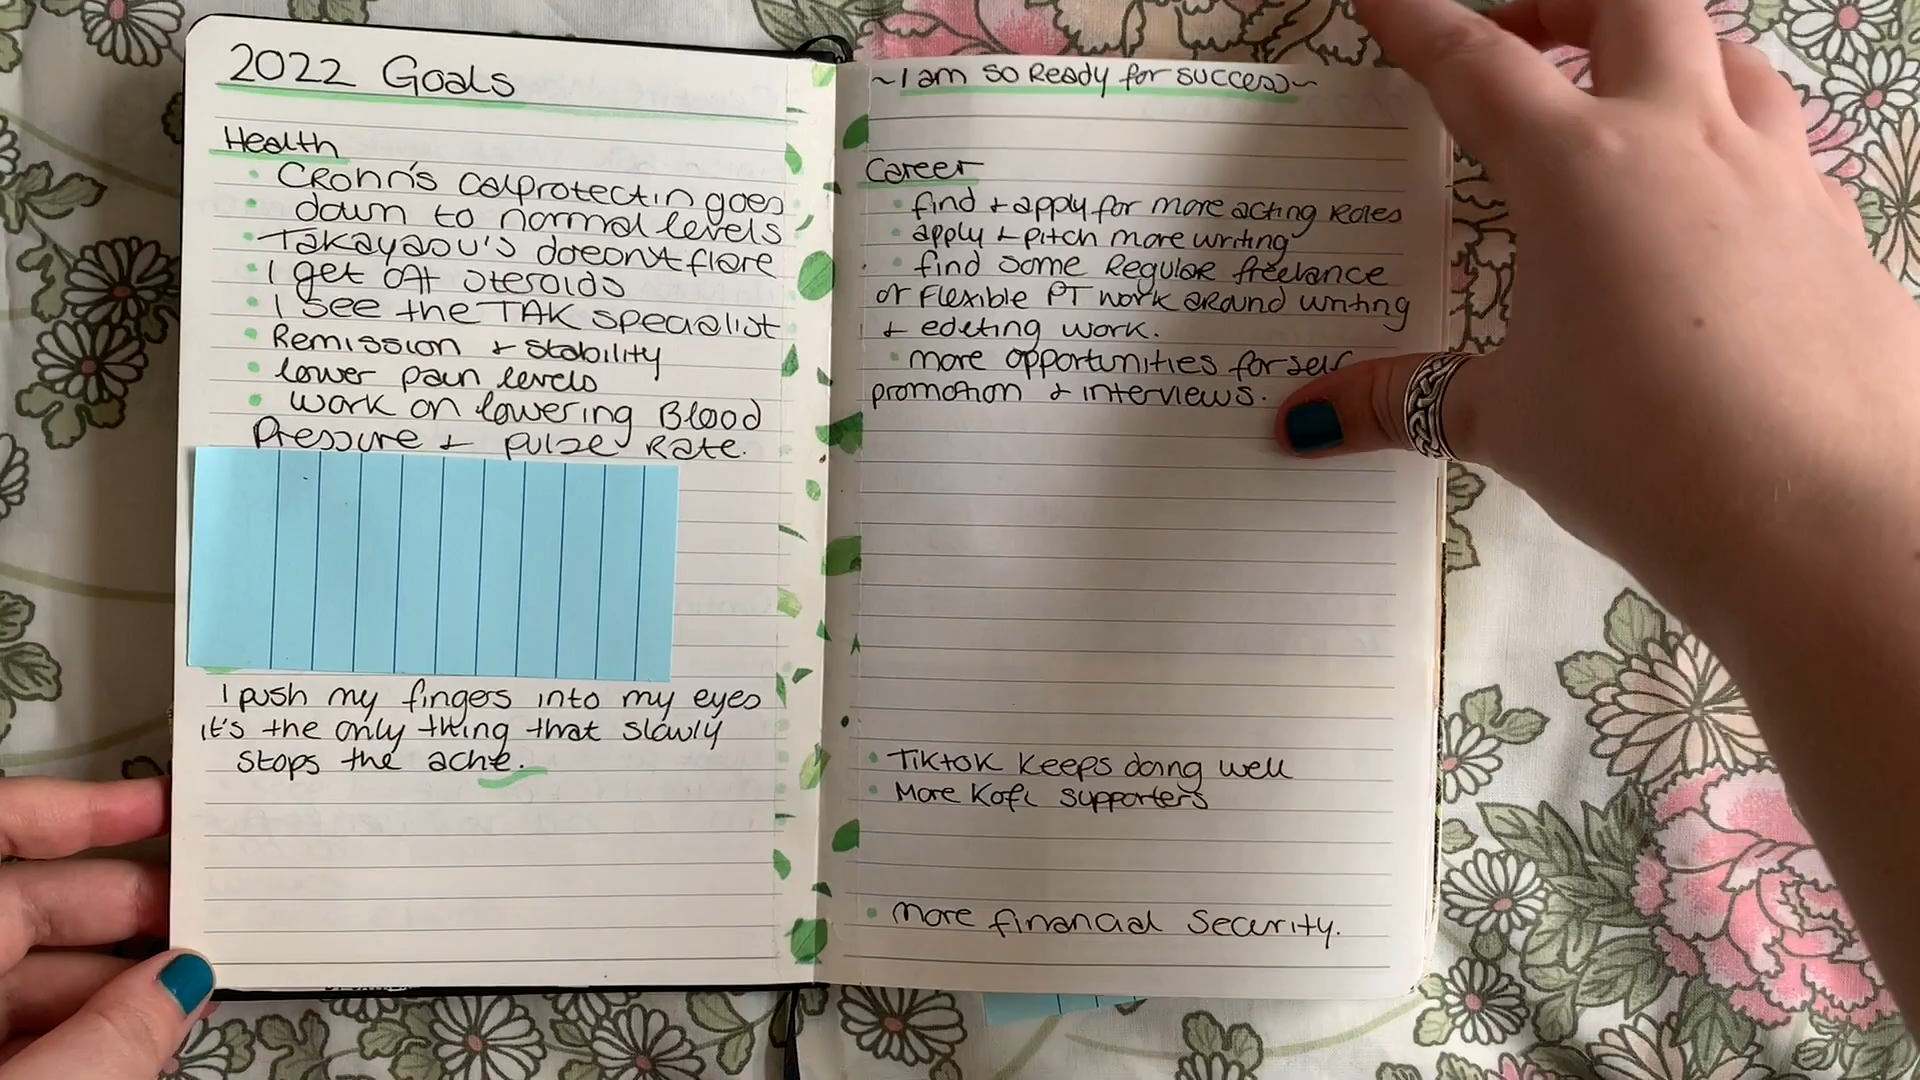 2022 Goals
Health
• Crohn's calprotectin goes
• down to normal levels
• Takayasu's doesn't flare
• I get off steroids
• I see the TAK specialist
• Remission + stability
• lower pain levels
• work on lowering Blood
Pressure + pulse Rate.
I push my fingers into my eyes
it's the only thing that slowly
stops the ache.
~I am so Ready for success~
Career
• find + apply for more acting Roles
• apply + pitch more writing
• find some Regular freelance
or Flexible PT work around writing
+ editing work.
• more opportunities for self
promotion + interviews.
• Tiktok keeps doing well
• More Kofi supporters
• more financial security.